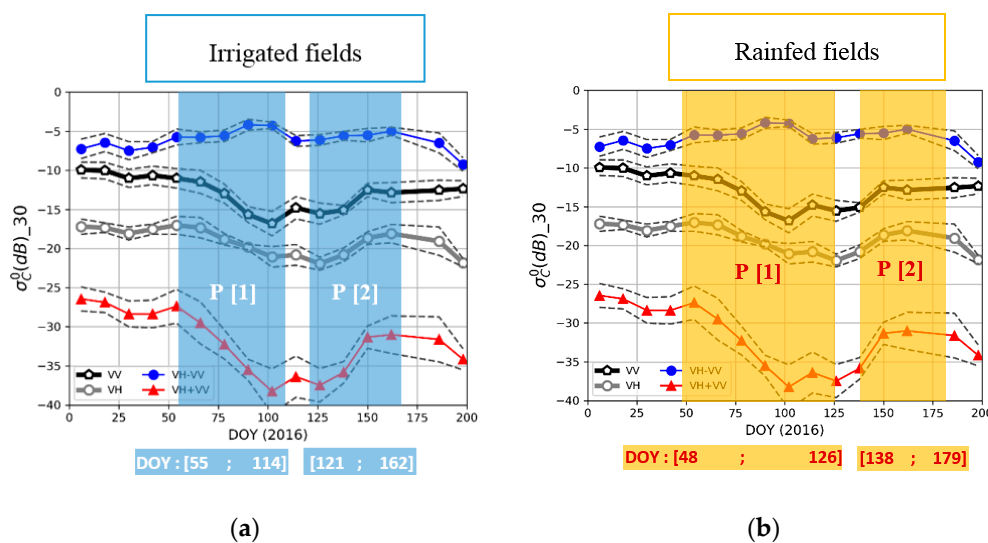 Irrigated fields
Rainfed fields
0
−5
−10
−15
−20
−25
−30
−35
−40
σ⁰C(dB)_30
P [1]
P [2]
VV
VH
VH-VV
VH+VV
0
25
50
75
100
125
150
175
200
DOY (2016)
DOY : [55 ; 114]
[121 ; 162]
(a)
0
−5
−10
−15
−20
−25
−30
−35
−40
σ⁰C(dB)_30
P [1]
P [2]
VV
VH
VH-VV
VH+VV
0
25
50
75
100
125
150
175
200
DOY (2016)
DOY : [48 ; 126]
[138 ; 179]
(b)